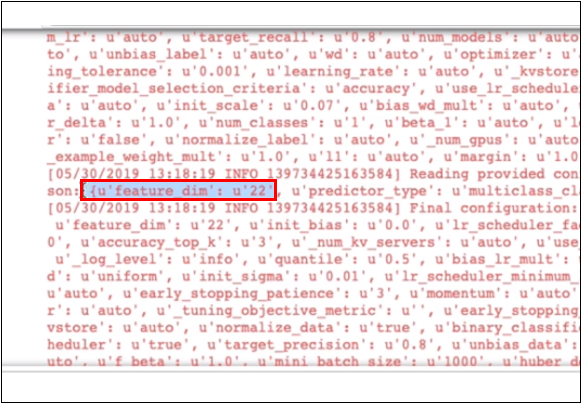 m_lr': u'auto', u'target_recall': u'0.8', u'num_models': u'auto
to', u'unbias_label': u'auto', u'wd': u'auto', u'optimizer': u'
ing_tolerance': u'0.001', u'learning_rate': u'auto', u'_kvstore
ifier_model_selection_criteria': u'accuracy', u'use_lr_schedule
a': u'auto', u'init_scale': u'0.07', u'bias_wd_mult': u'auto',
r_delta': u'1.0', u'num_classes': u'1', u'beta_1': u'auto', u'l
r': u'false', u'normalize_label': u'auto', u'_num_gpus': u'auto
_example_weight_mult': u'1.0', u'l1': u'auto', u'margin': u'1.0
[05/30/2019 13:18:19 INFO 139734425163584] Reading provided con
son: {u'feature_dim': u'22', u'predictor_type': u'multiclass_cl
[05/30/2019 13:18:19 INFO 139734425163584] Final configuration:
u'feature_dim': u'22', u'init_bias': u'0.0', u'lr_scheduler_fac
0', u'accuracy_top_k': u'3', u'_num_kv_servers': u'auto', u'use
u'_log_level': u'info', u'quantile': u'0.5', u'bias_lr_mult': u
d': u'uniform', u'init_sigma': u'0.01', u'lr_scheduler_minimum_
u'auto', u'early_stopping_patience': u'3', u'momentum': u'auto'
r': u'auto', u'_tuning_objective_metric': u'', u'early_stopping
vstore': u'auto', u'normalize_data': u'true', u'binary_classifi
heduler': u'true', u'target_precision': u'0.8', u'unbias_data':
uto', u'f_beta': u'1.0', u'mini_batch_size': u'1000', u'huber_d